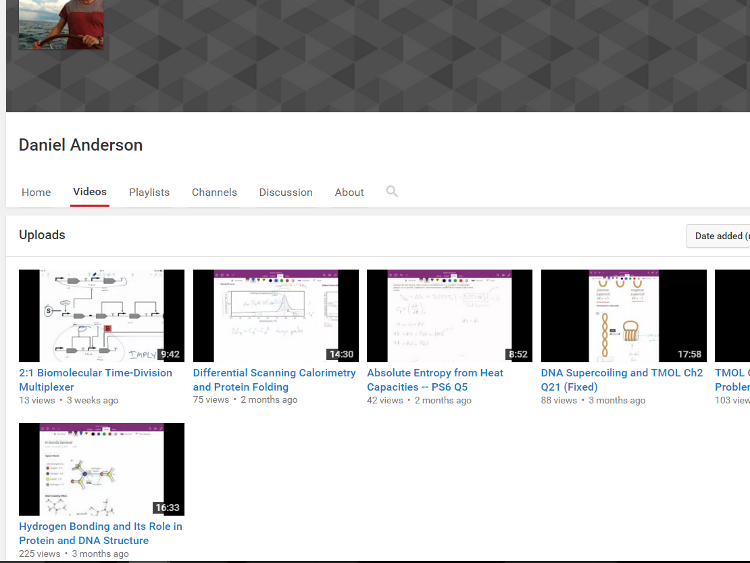 Daniel Anderson
Home Videos Playlists Channels Discussion About
Uploads
Date added (
9:42
14:30
8:52
17:58
2:1 Biomolecular Time-Division
Multiplexer
13 views • 3 weeks ago
Differential Scanning Calorimetry
and Protein Folding
75 views • 2 months ago
Absolute Entropy from Heat
Capacities -- PS6 Q5
42 views • 2 months ago
DNA Supercoiling and TMOL Ch2
Q21 (Fixed)
88 views • 3 months ago
TMOL
Problem
103 view
IMPLY
16:33
Hydrogen Bonding and Its Role in
Protein and DNA Structure
225 views • 3 months ago